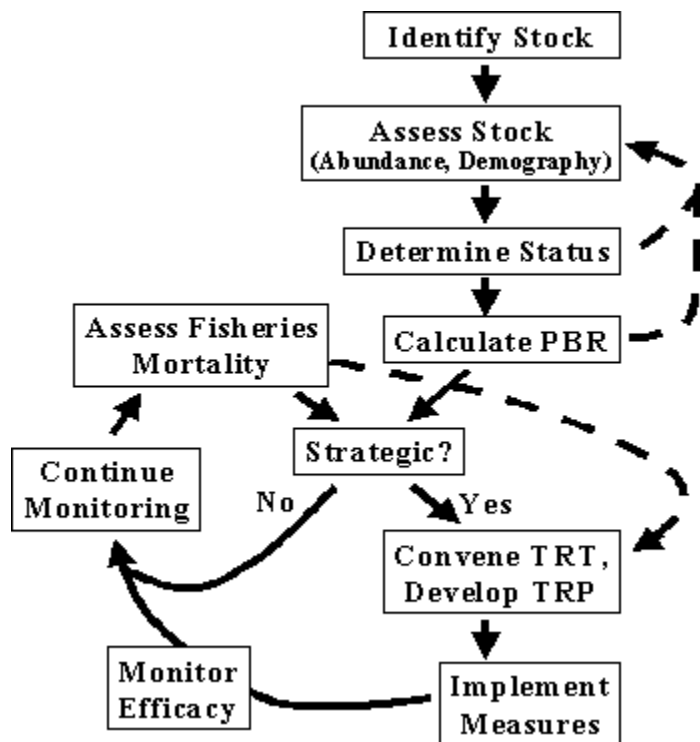 Identify Stock
Assess Stock
(Abundance, Demography)
Determine Status
Assess Fisheries
Mortality
Calculate PBR
Strategic?
Continue
Monitoring
No
Yes
Convene TRT,
Develop TRP
Monitor
Efficacy
Implement
Measures